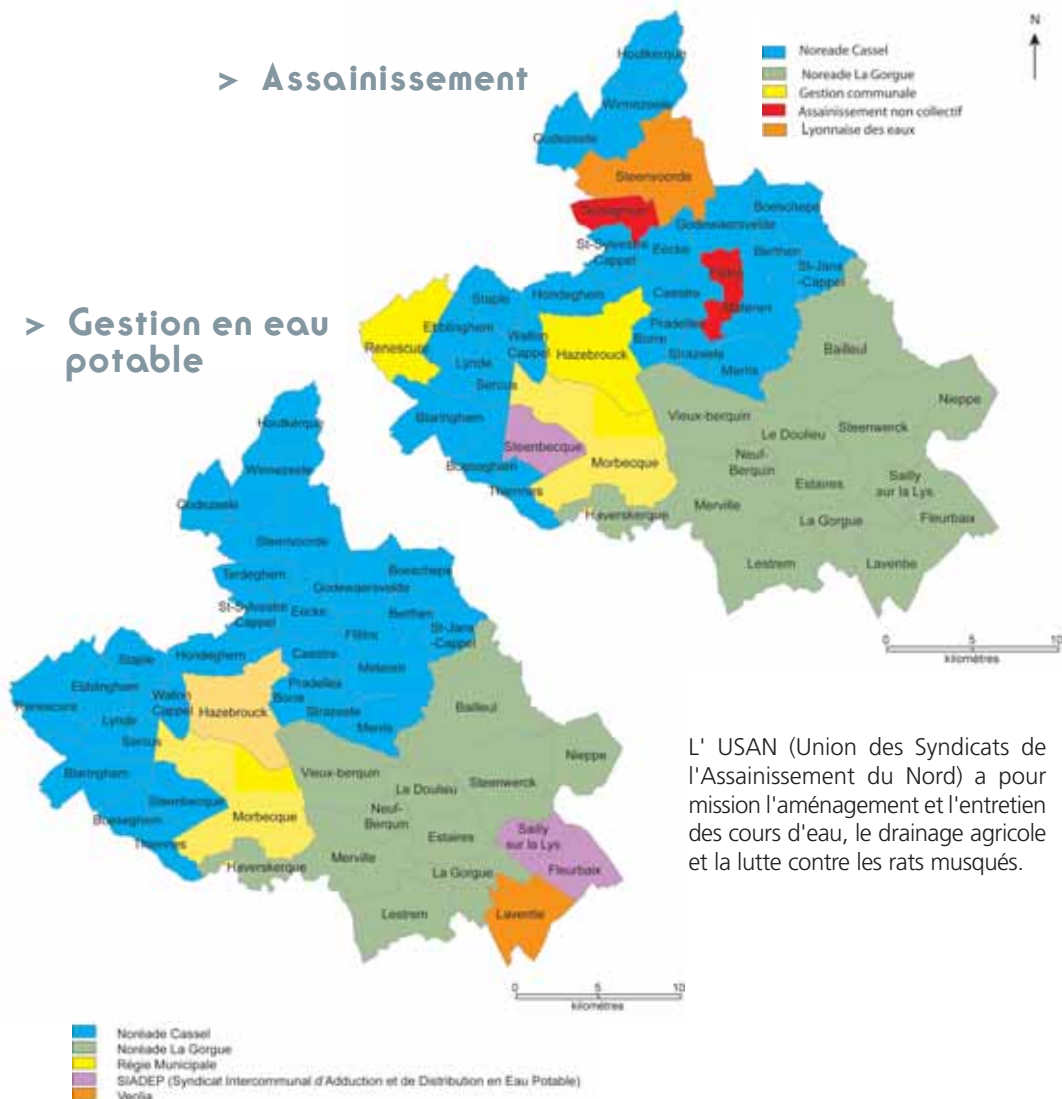 > Assainissement
N
Noreade Cassel
Noreade La Gorgue
Gestion communale
Assainissement non collectif
Lyonnaise des eaux
Houtkerque
Winnezeele
Oudezeele
Steenvoorde
Terdeghem
Boeschepe
Godewaersvelde
St-Sylvestre
-Cappel
Eecke
Berthen
St-Jans
-Cappel
Flêtre
Staple
Hondeghem
Caestre
Meteren
Ebblinghem
Renescure
Wallon
Cappel
Hazebrouck
Pradelles
Borre
Strazeele
Bailleul
Lynde
Sercus
Merris
Nieppe
Blaringham
Vieux-berquin
Steenwerck
Le Doulieu
Steenbecque
Morbecque
Neuf-
Berquin
Boeseghem
Estaires
Sailly
sur la Lys
Thiennes
Merville
Haverskerque
La Gorgue
Fleurbaix
Lestrem
Laventie
0 5 10
kilomètres
> Gestion en eau
potable
Houtkerque
Winnezeele
Oudezeele
Steenvoorde
Terdeghem
Boeschepe
Godewaersvelde
St-Sylvestre
-Cappel
Eecke
Berthen
St-Jans
-Cappel
Flêtre
Staple
Hondeghem
Caestre
Meteren
Ebblinghem
Renescure
Wallon
Cappel
Hazebrouck
Pradelles
Borre
Strazeele
Bailleul
Lynde
Sercus
Merris
Nieppe
Blaringham
Vieux-berquin
Steenwerck
Le Doulieu
Steenbecque
Morbecque
Neuf-
Berquin
Boeseghem
Estaires
Sailly
sur la Lys
Thiennes
Merville
Haverskerque
La Gorgue
Fleurbaix
Lestrem
Laventie
0 5 10
kilomètres
L' USAN (Union des Syndicats de
l'Assainissement du Nord) a pour
mission l'aménagement et l'entretien
des cours d'eau, le drainage agricole
et la lutte contre les rats musqués.
Noréade Cassel
Noréade La Gorgue
Régie Municipale
SIADEP (Syndicat Intercommunal d'Adduction et de Distribution en Eau Potable)
Veolia